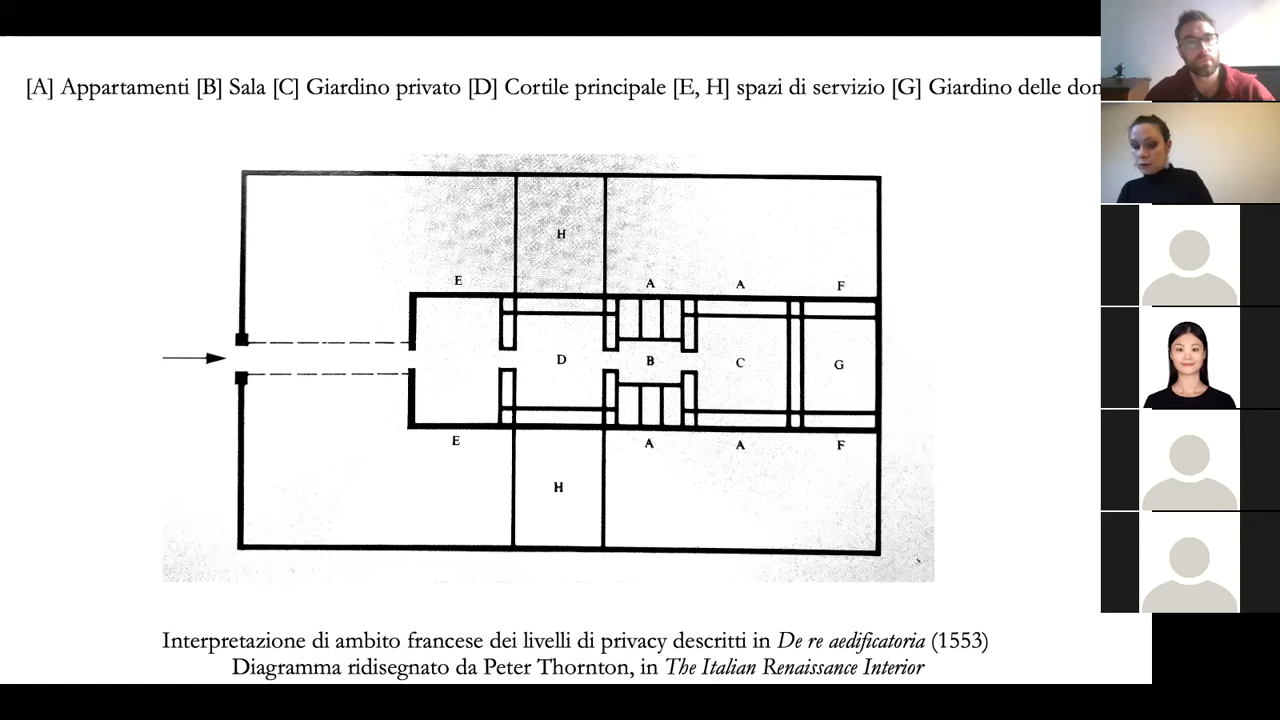 [A] Appartamenti [B] Sala [C] Giardino privato [D] Cortile principale [E, H] spazi di servizio [G] Giardino delle
H
E A A F
D B C G
E A A F
H
Interpretazione di ambito francese dei livelli di privacy descritti in De re aedificatoria (1553)
Diagramma ridisegnato da Peter Thornton, in The Italian Renaissance Interior